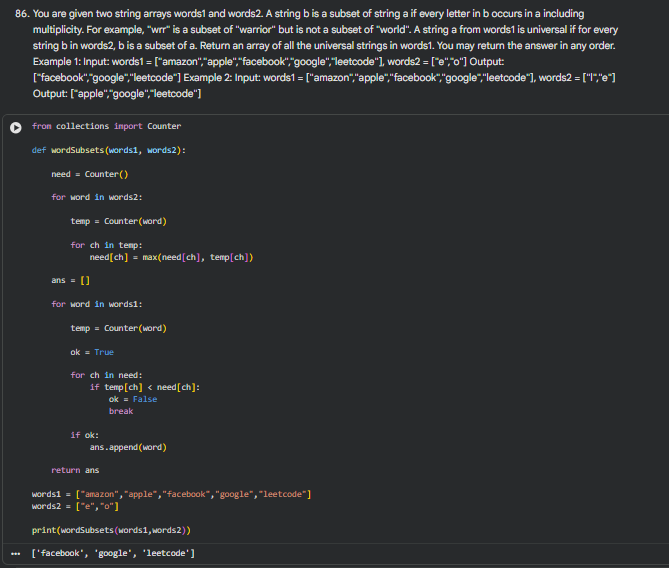 86. You are given two string arrays words1 and words2. A string b is a subset of string a if every letter in b occurs in a including
multiplicity. For example, "wrr" is a subset of "warrior" but is not a subset of "world". A string a from words1 is universal if for every
string b in words2, b is a subset of a. Return an array of all the universal strings in words1. You may return the answer in any order.
Example 1: Input: words1 = ["amazon","apple","facebook","google","leetcode"], words2 = ["e","o"] Output:
["facebook","google","leetcode"] Example 2: Input: words1 = ["amazon","apple","facebook","google","leetcode"], words2 = ["l","e"]
Output: ["apple","google","leetcode"]
from collections import Counter
def wordSubsets(words1, words2):
need = Counter()
for word in words2:
temp = Counter(word)
for ch in temp:
need[ch] = max(need[ch], temp[ch])
ans = []
for word in words1:
temp = Counter(word)
ok = True
for ch in need:
if temp[ch] < need[ch]:
ok = False
break
if ok:
ans.append(word)
return ans
words1 = ["amazon","apple","facebook","google","leetcode"]
words2 = ["e","o"]
print(wordSubsets(words1,words2))
['facebook', 'google', 'leetcode']